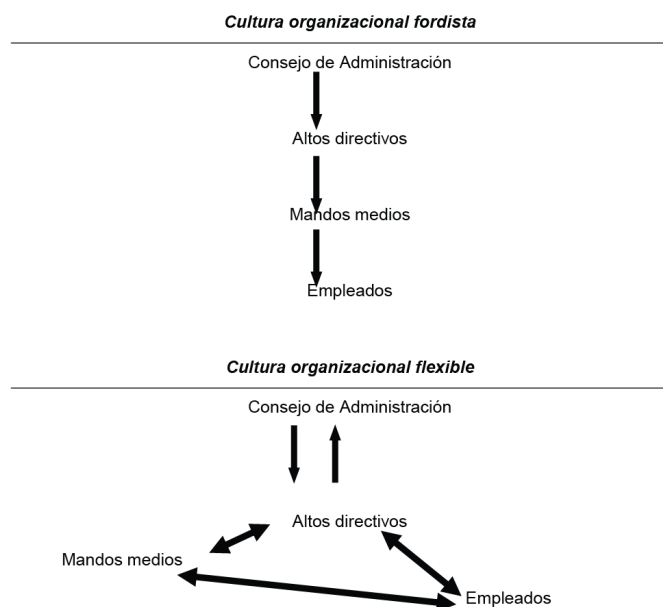 Cultura organizacional fordista
Consejo de Administración
Altos directivos
Mandos medios
Empleados
Cultura organizacional flexible
Consejo de Administración
Altos directivos
Mandos medios
Empleados